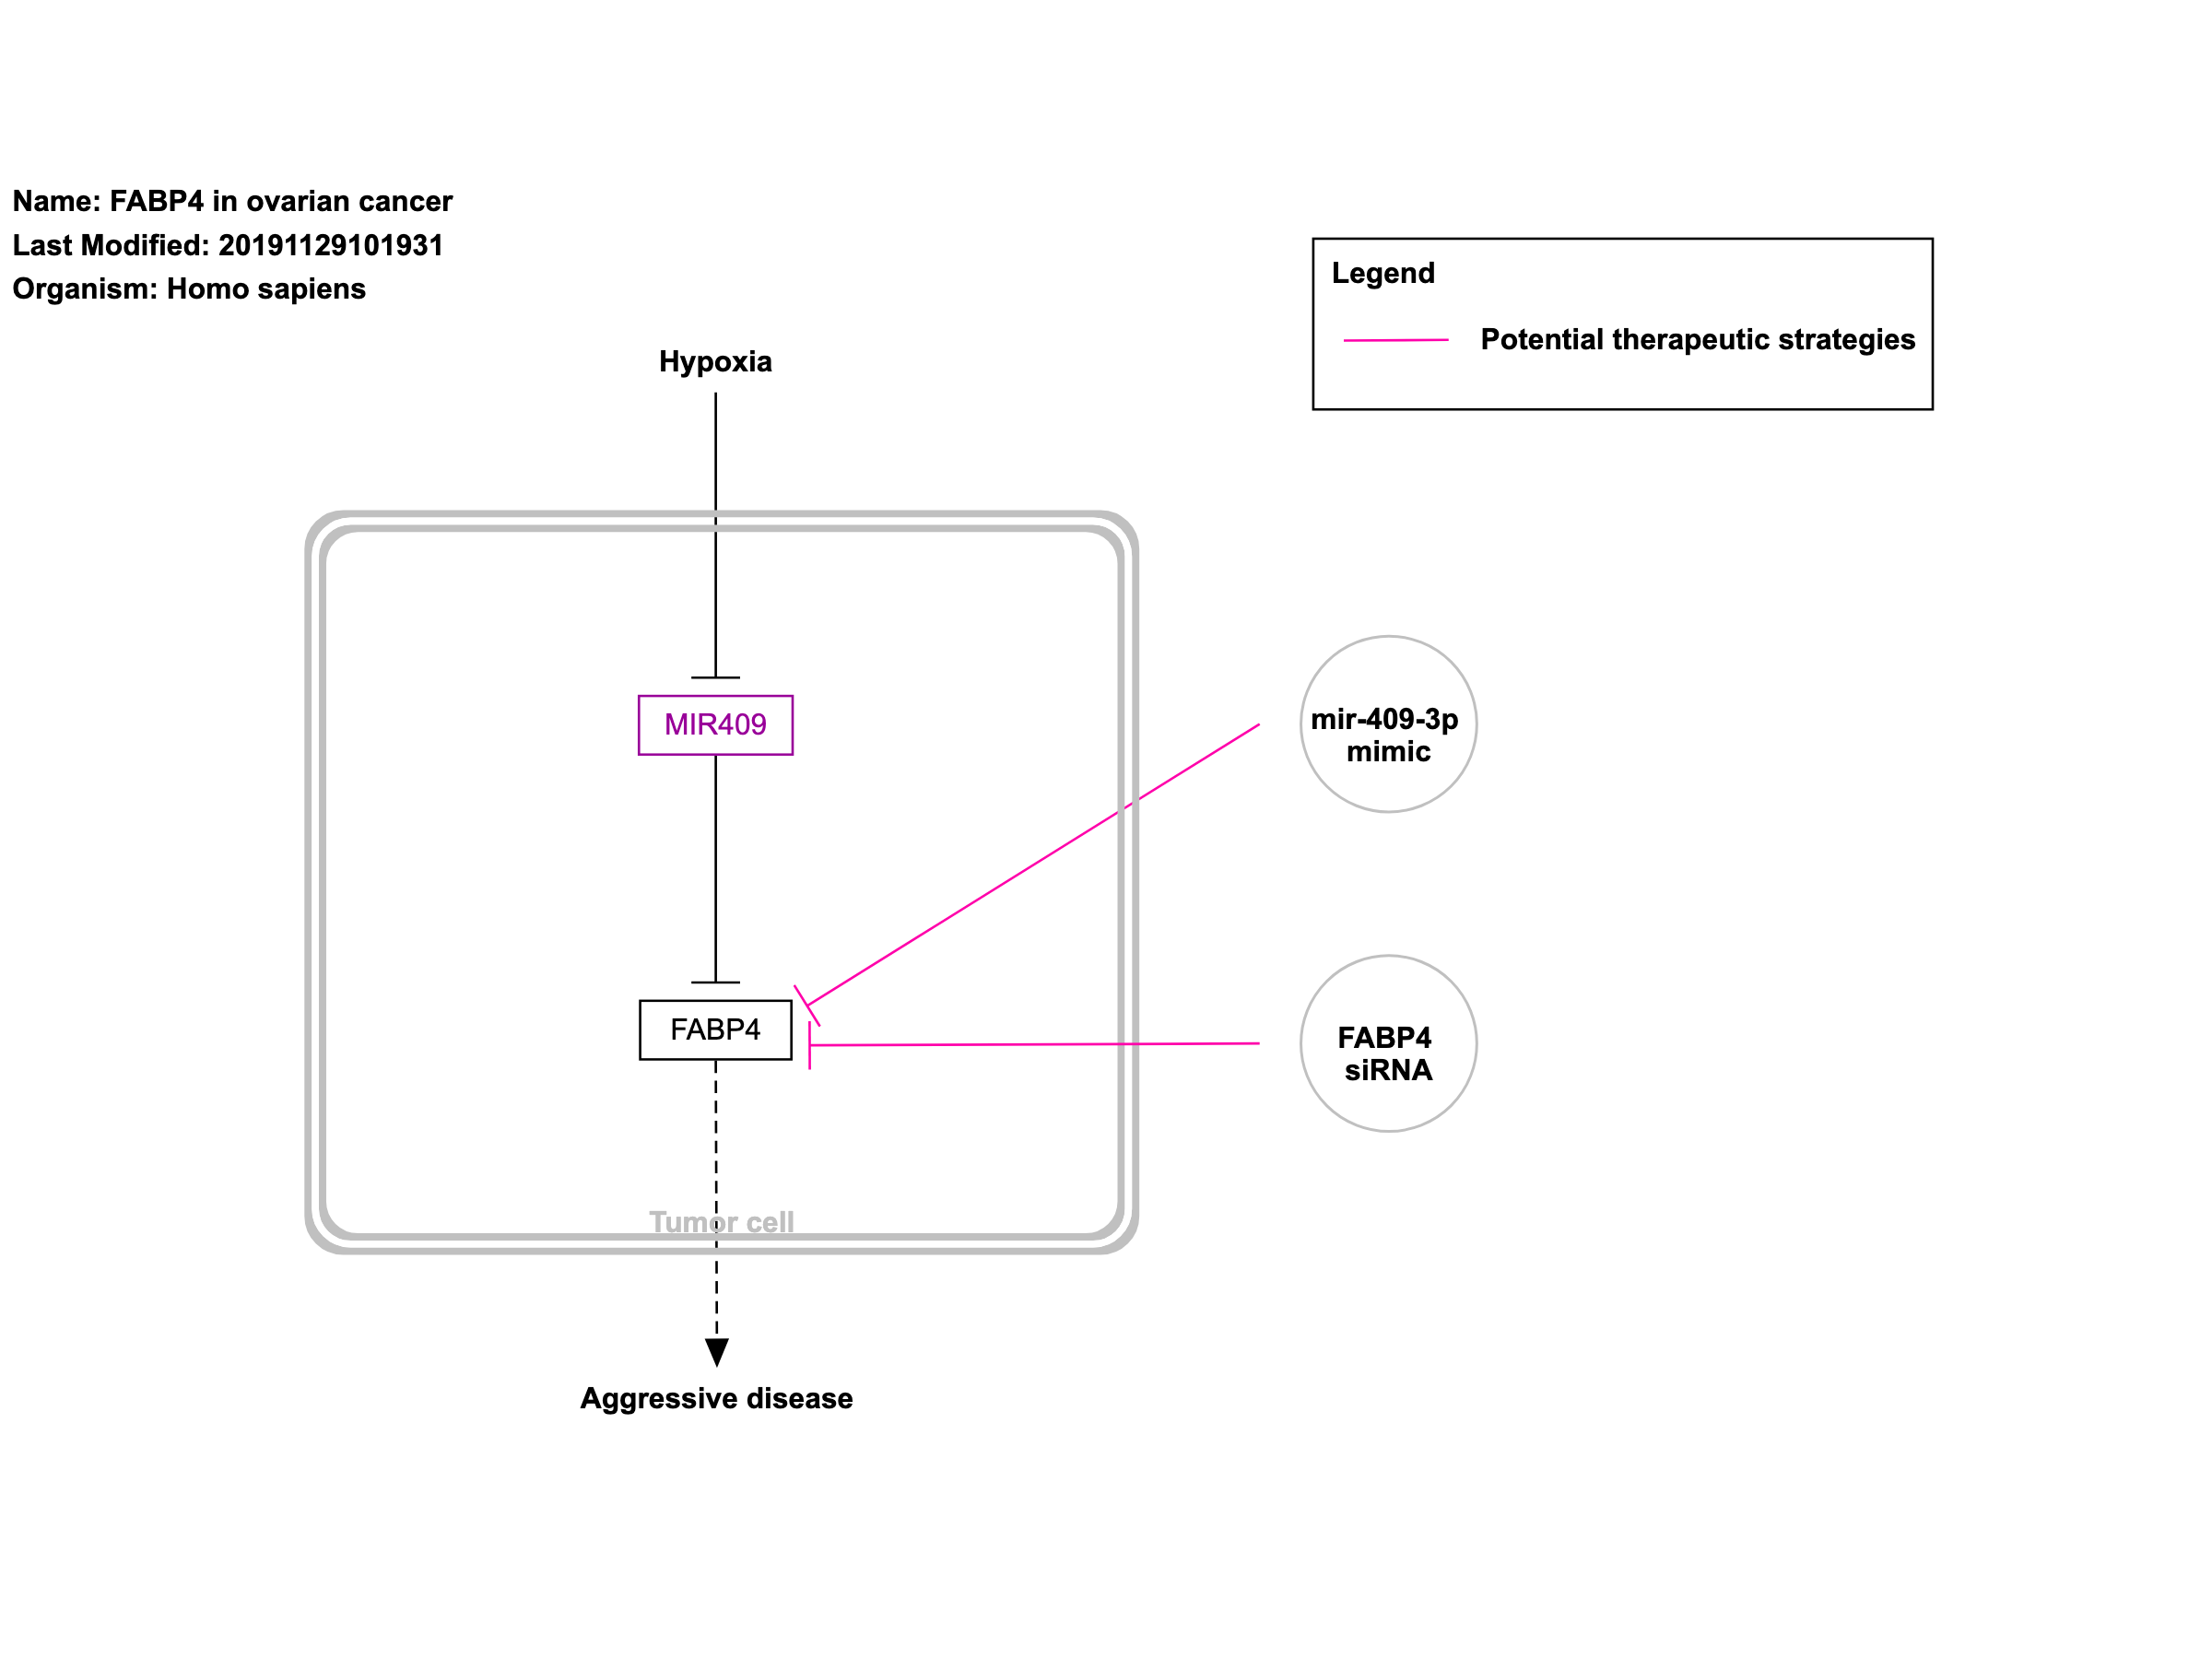 Name: FABP4 in ovarian cancer
Last Modified: 20191129101931
Organism: Homo sapiens
Legend
Potential therapeutic strategies
Hypoxia
MIR409
mir-409-3p
mimic
FABP4
FABP4
siRNA
Tumor cell
Aggressive disease